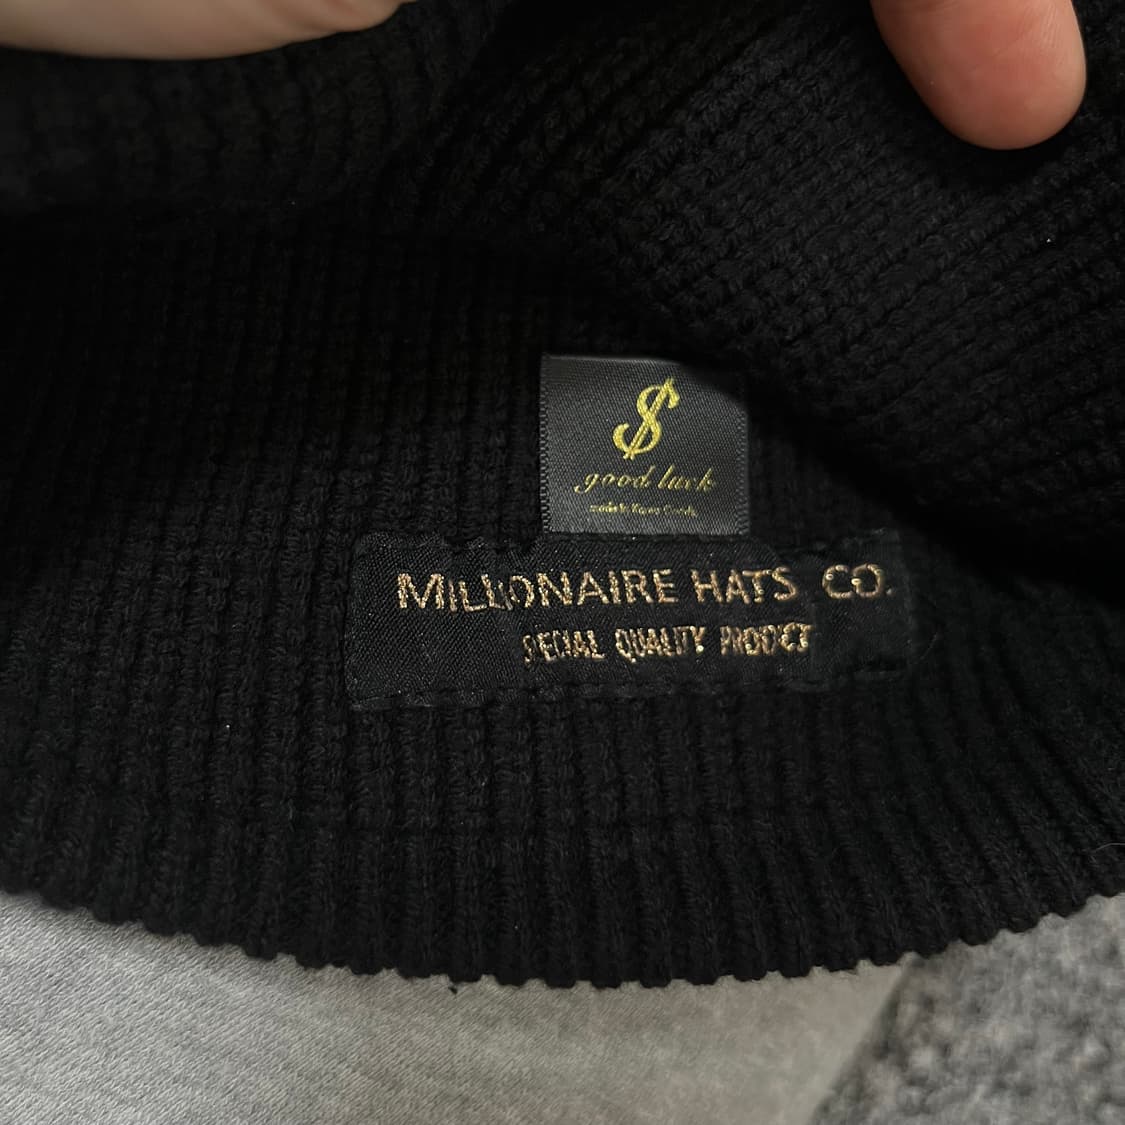 $
good luck
MILLIONAIRE HATS CO.
SPECIAL QUALITY PRODUCT